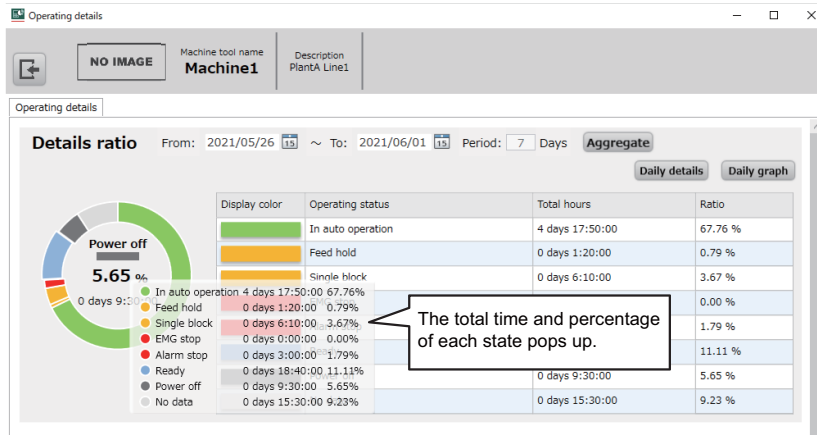 Operating details
NO IMAGE
Machine tool name
Machine1
Description
PlantA Line1
Operating details
Details ratio From: 2021/05/26 15 ~ To: 2021/06/01 15 Period: 7 Days Aggregate
Daily details Daily graph
Display color Operating status Total hours Ratio
In auto operation 4 days 17:50:00 67.76 %
Feed hold 0 days 1:20:00 0.79 %
Single block 0 days 6:10:00 3.67 %
0.00 %
1.79 %
11.11 %
0 days 9:30:00 5.65 %
0 days 15:30:00 9.23 %
Power off
5.65 %
0 days 9:30:00
In auto operation 4 days 17:50:00 67.76%
Feed hold 0 days 1:20:00 0.79%
Single block 0 days 6:10:00 3.67%
EMG stop 0 days 0:00:00 0.00%
Alarm stop 0 days 3:00:00 1.79%
Ready 0 days 18:40:00 11.11%
Power off 0 days 9:30:00 5.65%
No data 0 days 15:30:00 9.23%
The total time and percentage
of each state pops up.